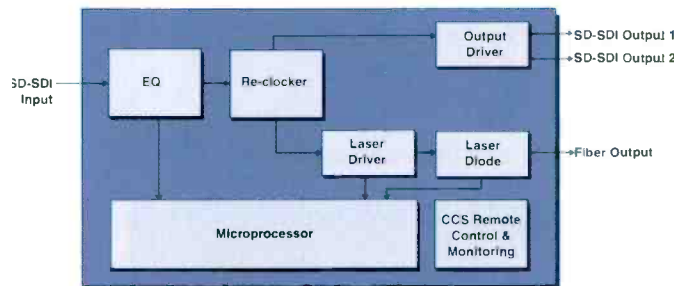 SD-SDI
Input
EQ
Re-clocker
Output
Driver
SD-SDI Output 1
SD-SDI Output 2
Laser
Driver
Laser
Diode
Fiber Output
Microprocessor
CCS Remote
Control &
Monitoring